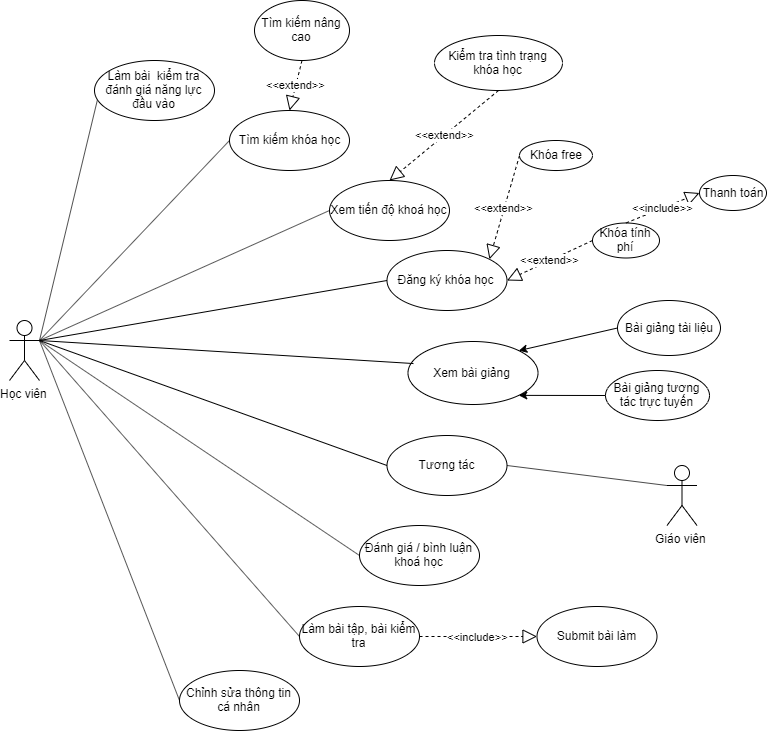 Tìm kiếm nâng
cao
Kiểm tra tình trạng
khóa học
Làm bài  kiểm tra
đánh giá năng lực
đầu vào
<<extend>>
Tìm kiếm khóa học
<<extend>>
Khóa free
Thanh toán
Xem tiến độ khoá học
<<extend>>
<<include>>
Khóa tính
phí
<<extend>>
Đăng ký khóa học
Bài giảng tài liệu
Xem bài giảng
Bài giảng tương
tác trực tuyến
Học viên
Tương tác
Giáo viên
Đánh giá / bình luận
khoá học
Làm bài tập, bài kiểm
tra
<<include>>
Submit bài làm
Chỉnh sửa thông tin
cá nhân